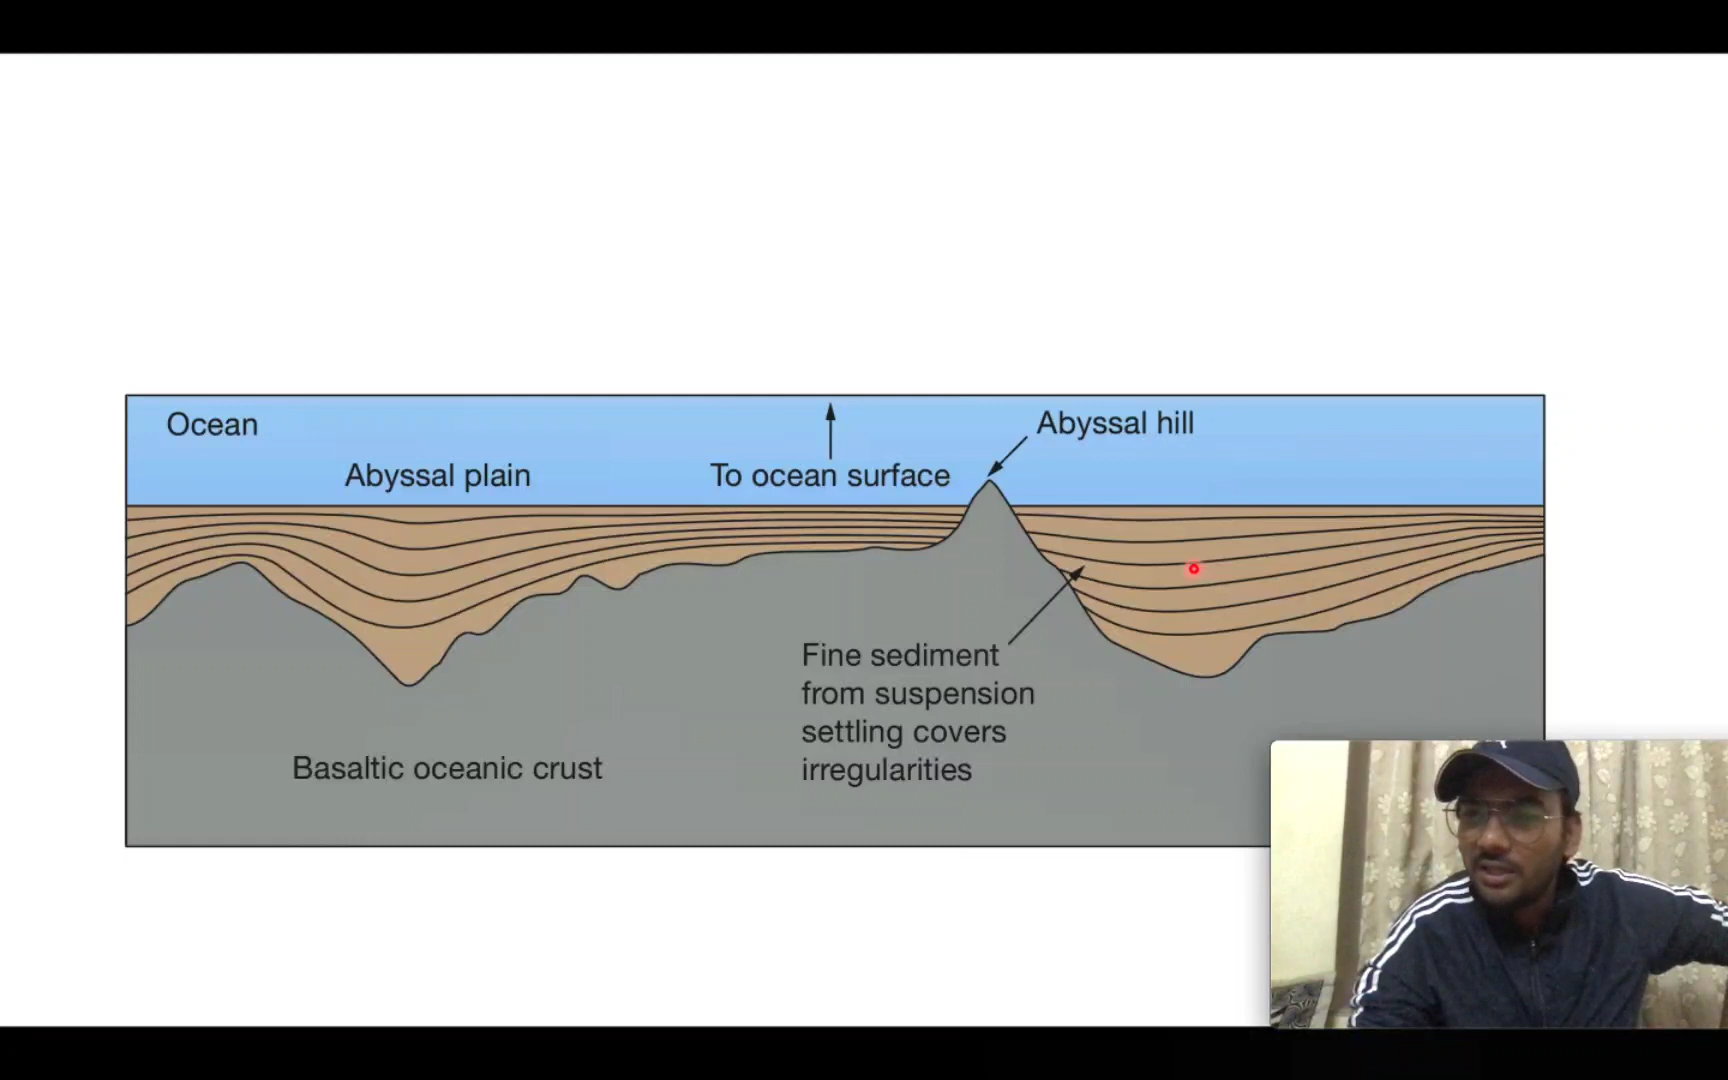 Ocean
Abyssal hill
Abyssal plain
To ocean surface
Fine sediment
from suspension
settling covers
irregularities
Basaltic oceanic crust